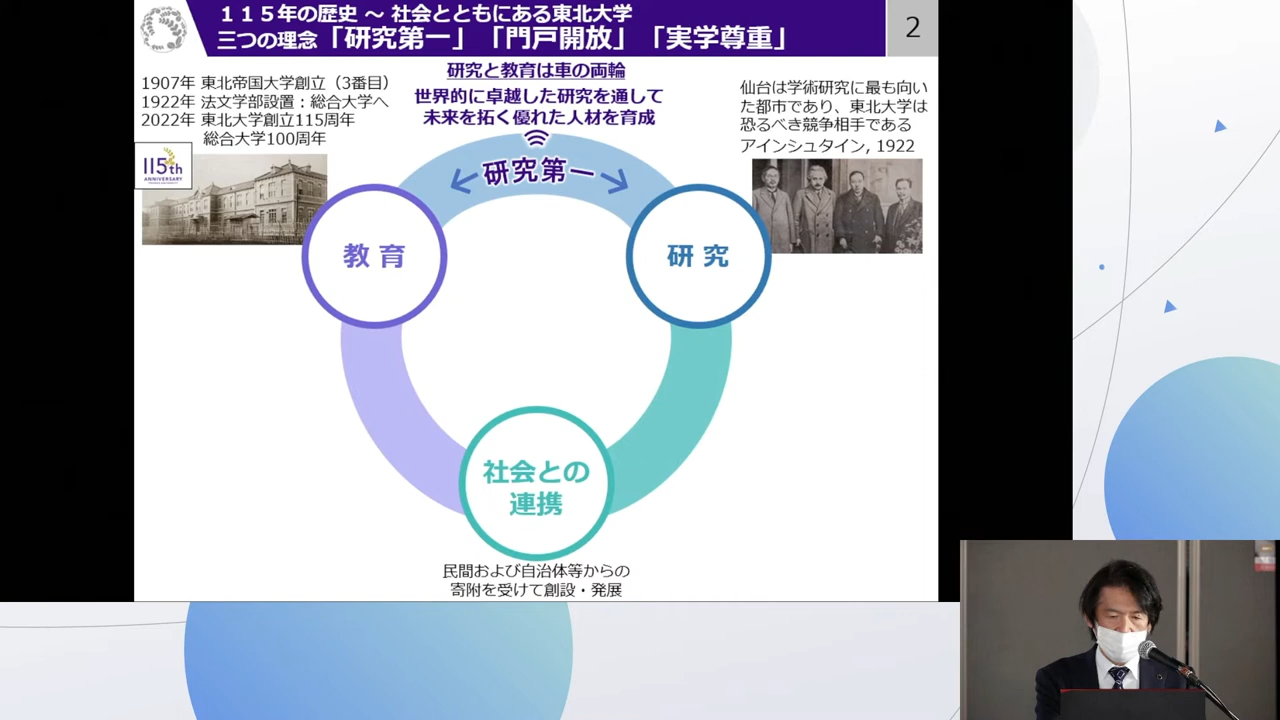 115年の歴史 ～ 社会とともにある東北大学
三つの理念「研究第一」「門戸開放」「実学尊重」
2
1907年 東北帝国大学創立（3番目）
1922年 法文学部設置：総合大学へ
2022年 東北大学創立115周年
総合大学100周年
115th
ANNIVERSARY
研究と教育は車の両輪
世界的に卓越した研究を通して
未来を拓く優れた人材を育成
仙台は学術研究に最も向い
た都市であり、東北大学は
恐るべき競争相手である
アインシュタイン, 1922
研究第一
教 育
研 究
社会との
連携
民間および自治体等からの
寄附を受けて創設・発展